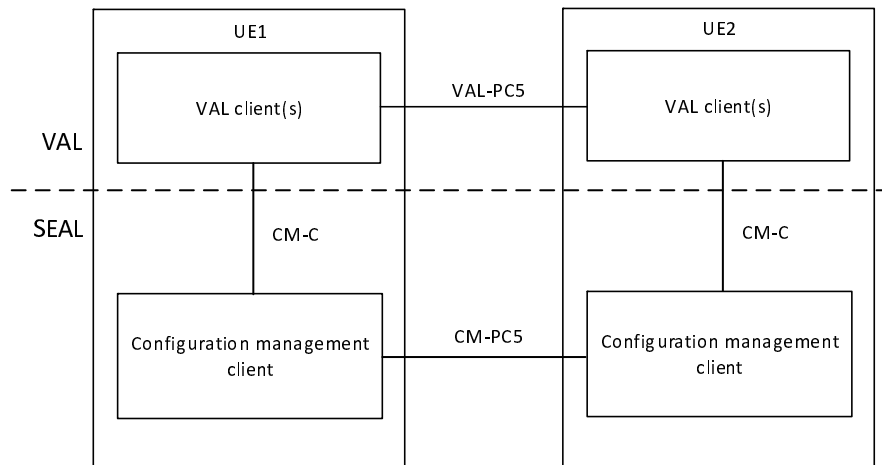 UE1
UE2
VAL client(s)
VAL-PC5
VAL client(s)
VAL
SEAL
CM-C
CM-C
Configuration management
client
CM-PC5
Configuration management
client